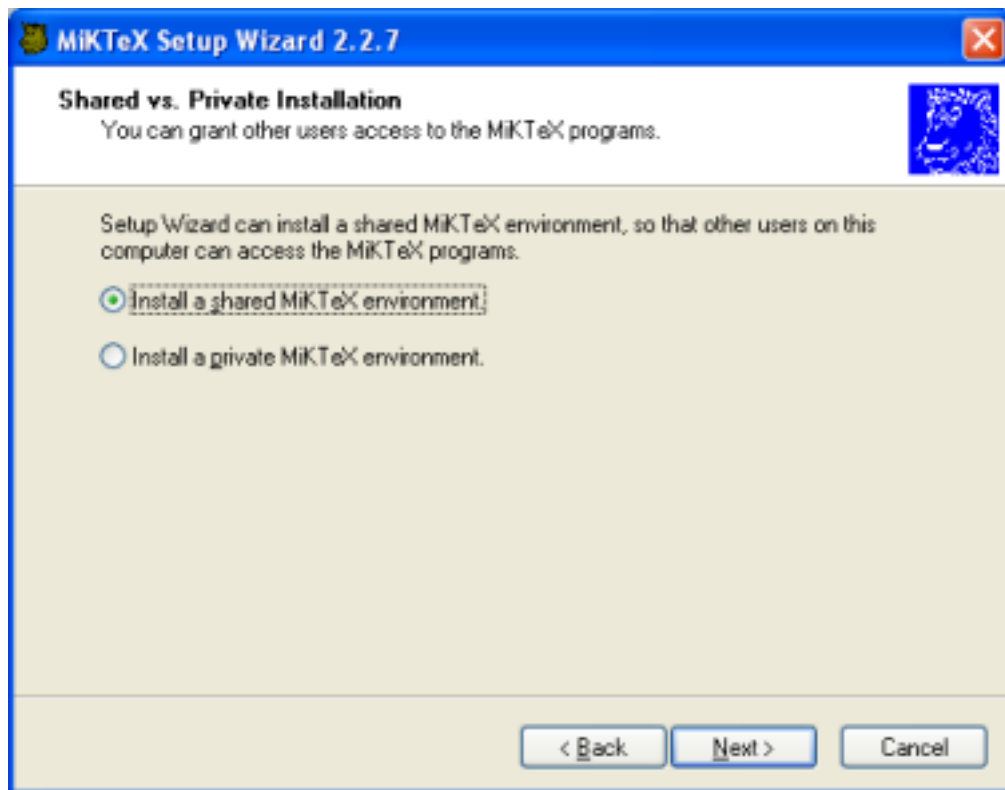 MiKTeX Setup Wizard 2.2.7
Shared vs. Private Installation
You can grant other users access to the MiKTeX programs.
Setup Wizard can install a shared MiKTeX environment, so that other users on this
computer can access the MiKTeX programs.
Install a shared MiKTeX environment.
Install a private MiKTeX environment.
< Back Next > Cancel